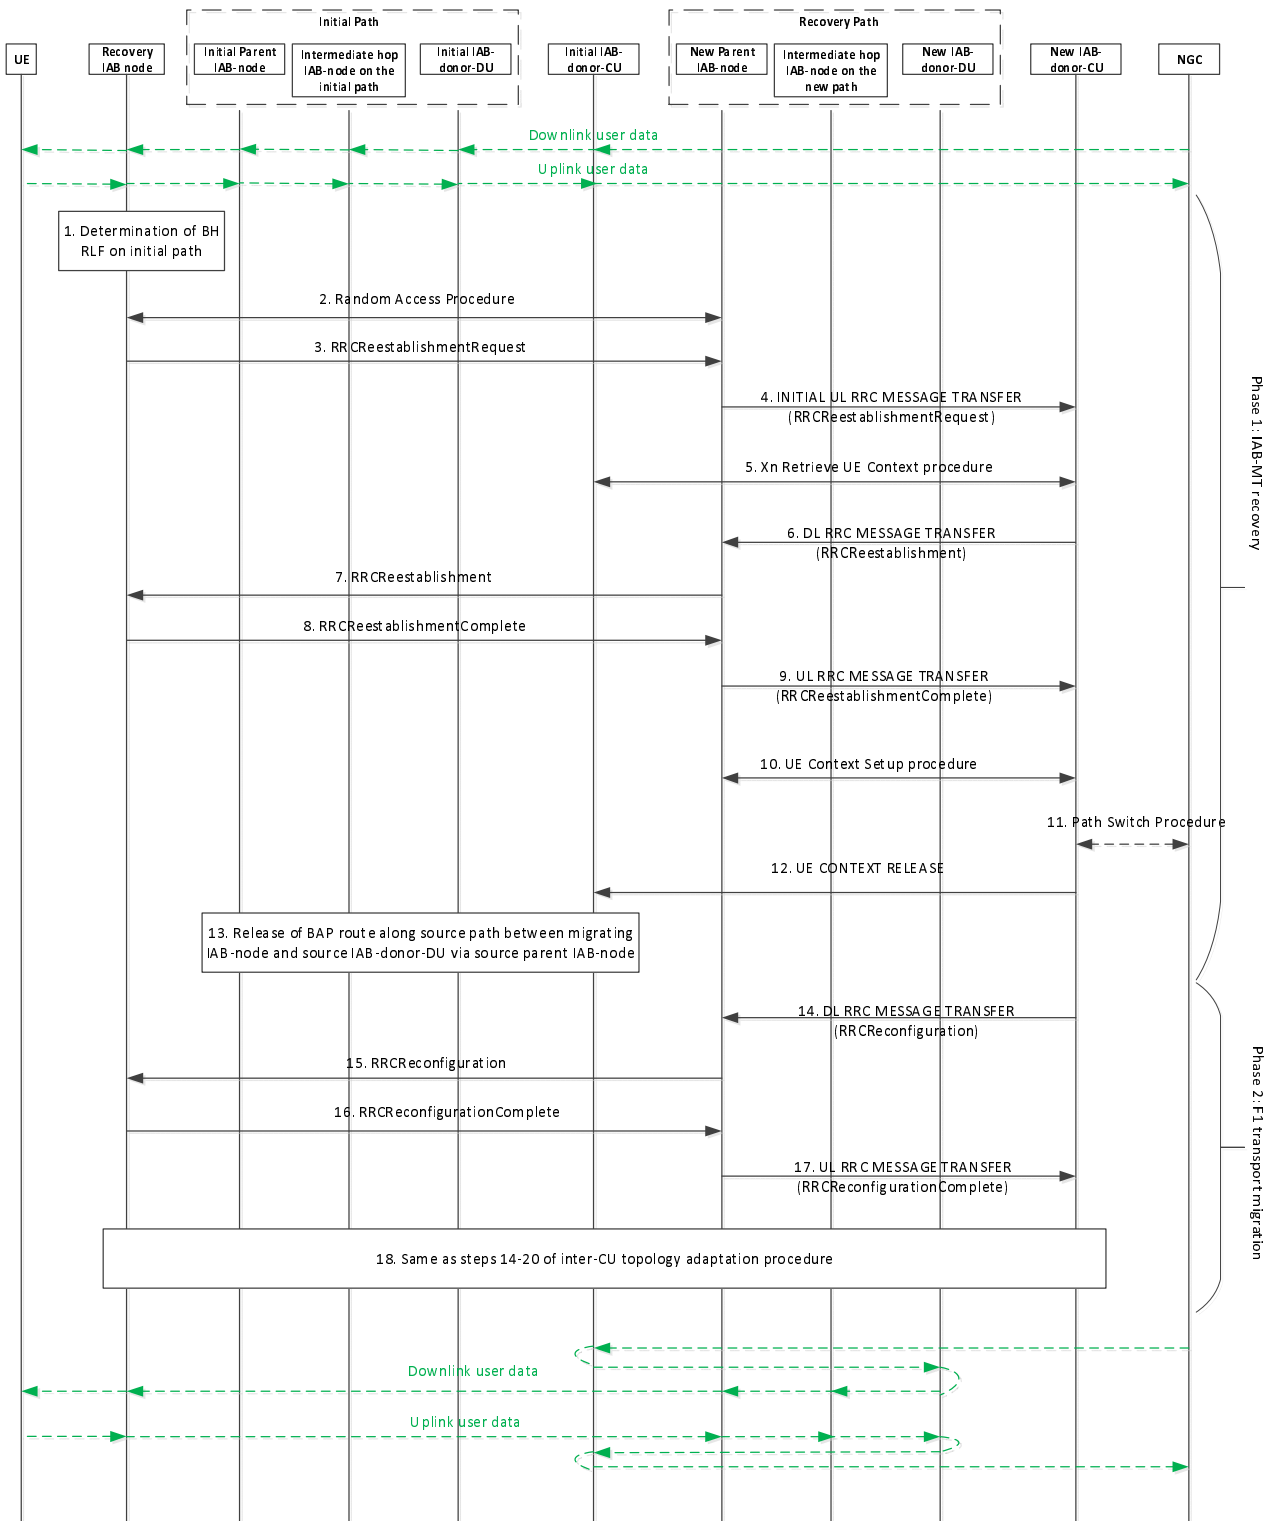 Initial Path
Recovery Path
UE
Recovery
IAB node
Initial Parent
IAB-node
Intermediate hop
IAB-node on the
initial path
Initial IAB-
donor-DU
Initial IAB-
donor-CU
New Parent
IAB-node
Intermediate hop
IAB-node on the
new path
New IAB-
donor-DU
New IAB-
donor-CU
NGC
Downlink user data
Uplink user data
1. Determination of BH
RLF on initial path
2. Random Access Procedure
3. RRCReestablishmentRequest
4. INITIAL UL RRC MESSAGE TRANSFER
(RRCReestablishmentRequest)
5. Xn Retrieve UE Context procedure
6. DL RRC MESSAGE TRANSFER
(RRCReestablishment)
7. RRCReestablishment
8. RRCReestablishmentComplete
9. UL RRC MESSAGE TRANSFER
(RRCReestablishmentComplete)
10. UE Context Setup procedure
11. Path Switch Procedure
12. UE CONTEXT RELEASE
13. Release of BAP route along source path between migrating
IAB-node and source IAB-donor-DU via source parent IAB-node
Phase 1: IAB-MT recovery
14. DL RRC MESSAGE TRANSFER
(RRCReconfiguration)
15. RRCReconfiguration
16. RRCReconfigurationComplete
17. UL RRC MESSAGE TRANSFER
(RRCReconfigurationComplete)
18. Same as steps 14-20 of inter-CU topology adaptation procedure
Phase 2: F1 transport migration
Downlink user data
Uplink user data